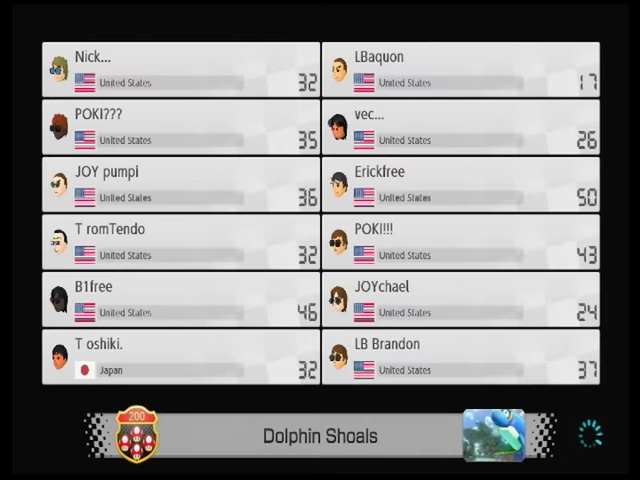 Nick...
United States
32
POKI???
United States
35
JOY pumpi
United States
36
T romTendo
United States
32
B1free
United States
46
T oshiki.
Japan
32
LBaquon
United States
17
vec...
United States
26
Erickfree
United States
50
POKI!!!
United States
43
JOYchael
United States
24
LB Brandon
United States
37
200
Dolphin Shoals